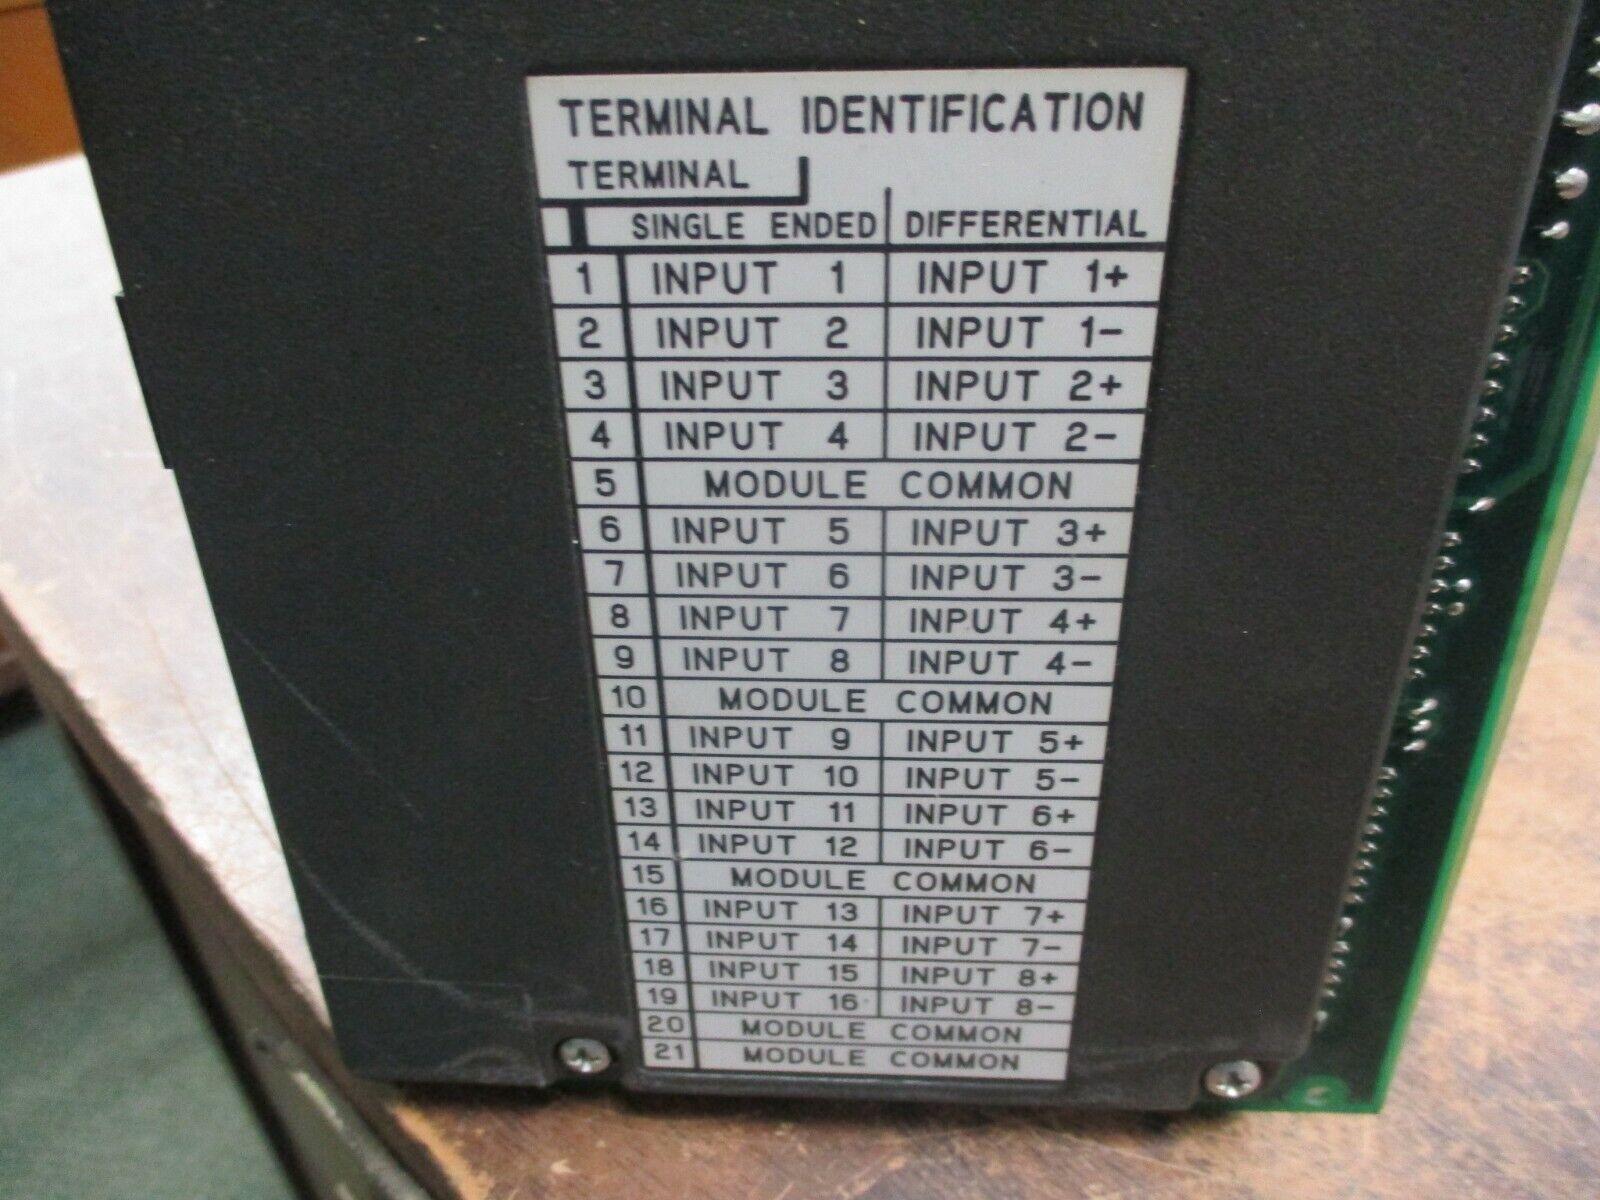 TERMINAL IDENTIFICATION
TERMINAL
SINGLE ENDED DIFFERENTIAL
1 INPUT 1 INPUT 1+
2 INPUT 2 INPUT 1-
3 INPUT 3 INPUT 2+
4 INPUT 4 INPUT 2-
5 MODULE COMMON
6 INPUT 5 INPUT 3+
7 INPUT 6 INPUT 3-
8 INPUT 7 INPUT 4+
9 INPUT 8 INPUT 4-
10 MODULE COMMON
11 INPUT 9 INPUT 5+
12 INPUT 10 INPUT 5-
13 INPUT 11 INPUT 6+
14 INPUT 12 INPUT 6-
15 MODULE COMMON
16 INPUT 13 INPUT 7+
17 INPUT 14 INPUT 7-
18 INPUT 15 INPUT 8+
19 INPUT 16 INPUT 8-
20 MODULE COMMON
21 MODULE COMMON